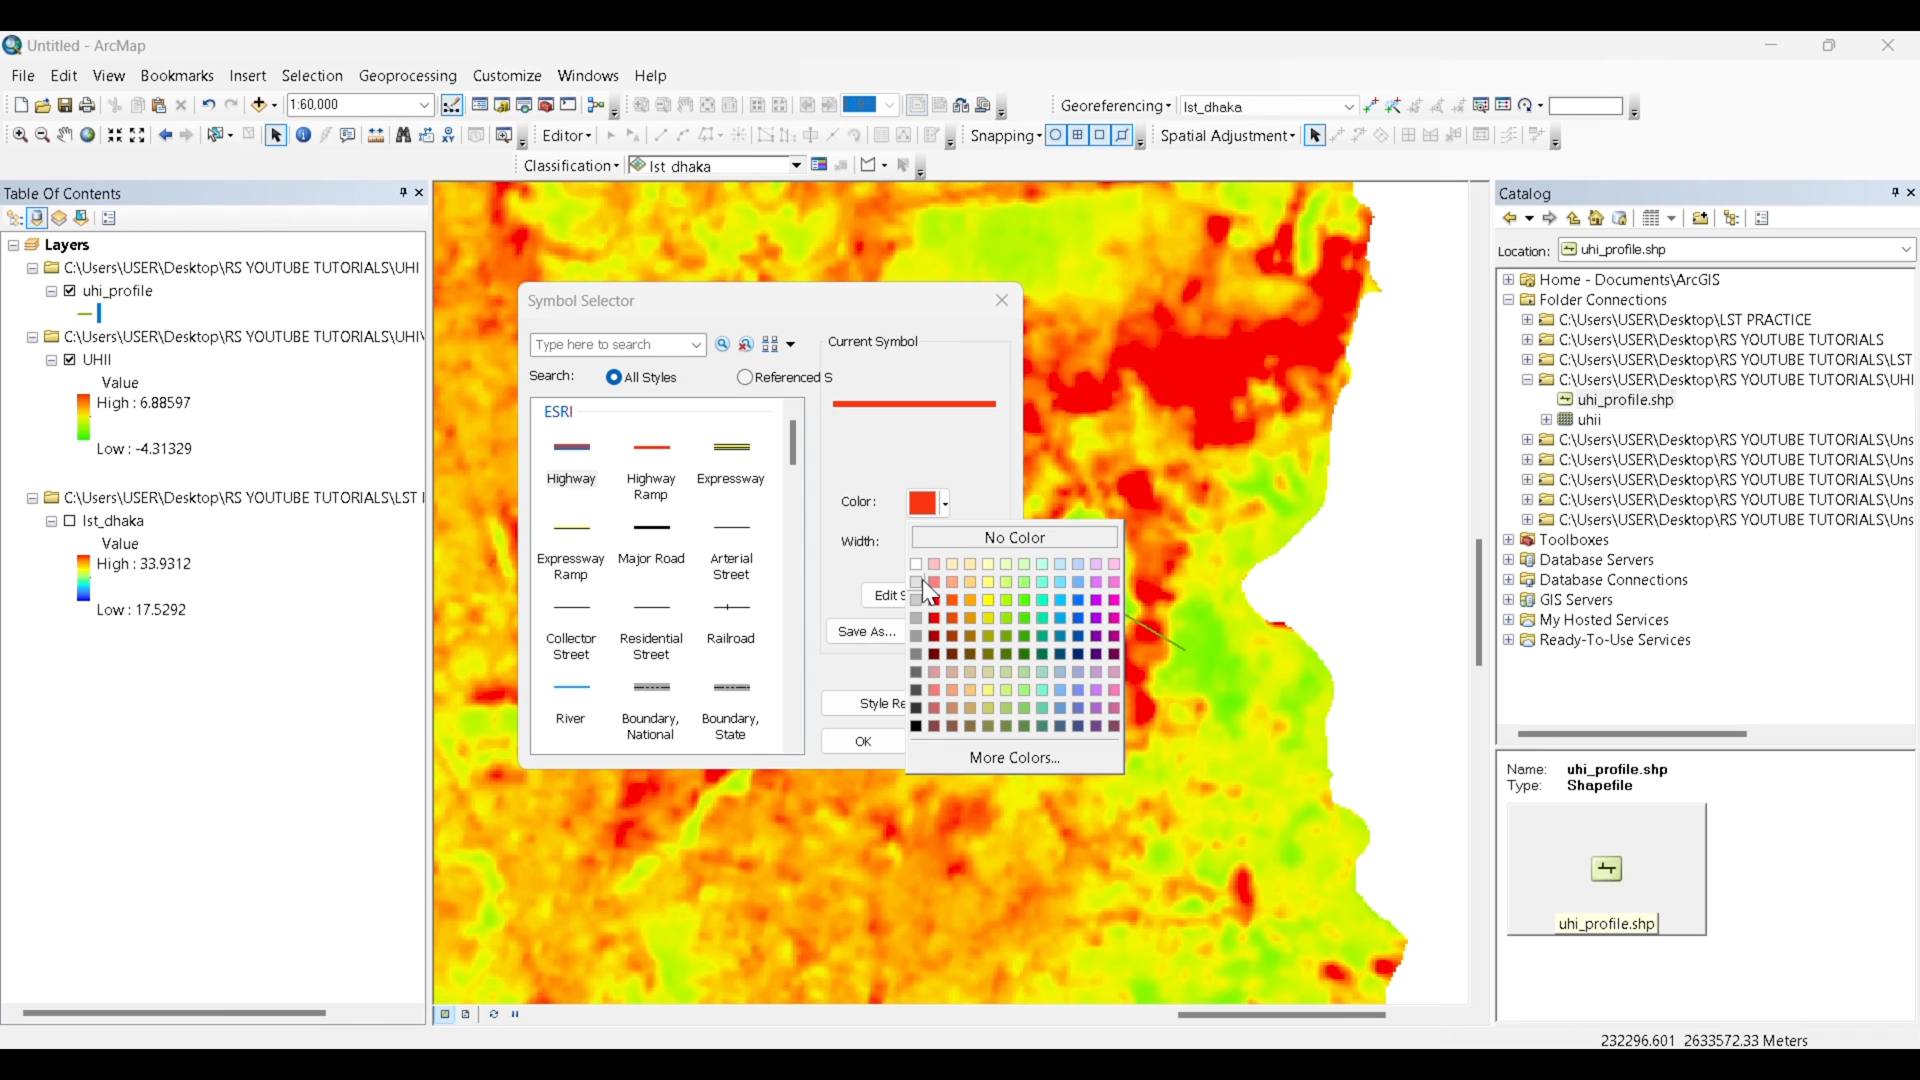 Untitled - ArcMap
File Edit View Bookmarks Insert Selection Geoprocessing Customize Windows Help
1:60,000
Georeferencing
lst_dhaka
Editor
Snapping
Spatial Adjustment
Classification
lst dhaka
Table Of Contents
Layers
C:\Users\USER\Desktop\RS YOUTUBE TUTORIALS\UHI
uhi_profile
C:\Users\USER\Desktop\RS YOUTUBE TUTORIALS\UHI\
UHII
Value
High : 6.88597
Low : -4.31329
C:\Users\USER\Desktop\RS YOUTUBE TUTORIALS\LST
lst_dhaka
Value
High : 33.9312
Low : 17.5292
Symbol Selector
Type here to search
Search:
All Styles
Referenced S
ESRI
Highway
Highway
Ramp
Expressway
Expressway
Ramp
Major Road
Arterial
Street
Collector
Street
Residential
Street
Railroad
River
Boundary,
National
Boundary,
State
Current Symbol
Color:
Width:
Edit S
Save As...
Style Re
OK
No Color
More Colors...
Catalog
Location:
uhi_profile.shp
Home - Documents\ArcGIS
Folder Connections
C:\Users\USER\Desktop\LST PRACTICE
C:\Users\USER\Desktop\RS YOUTUBE TUTORIALS
C:\Users\USER\Desktop\RS YOUTUBE TUTORIALS\LST
C:\Users\USER\Desktop\RS YOUTUBE TUTORIALS\UHI
uhi_profile.shp
uhii
C:\Users\USER\Desktop\RS YOUTUBE TUTORIALS\Uns
C:\Users\USER\Desktop\RS YOUTUBE TUTORIALS\Uns
C:\Users\USER\Desktop\RS YOUTUBE TUTORIALS\Uns
C:\Users\USER\Desktop\RS YOUTUBE TUTORIALS\Uns
C:\Users\USER\Desktop\RS YOUTUBE TUTORIALS\Uns
Toolboxes
Database Servers
Database Connections
GIS Servers
My Hosted Services
Ready-To-Use Services
Name: uhi_profile.shp
Type: Shapefile
uhi_profile.shp
232296.601 2633572.33 Meters